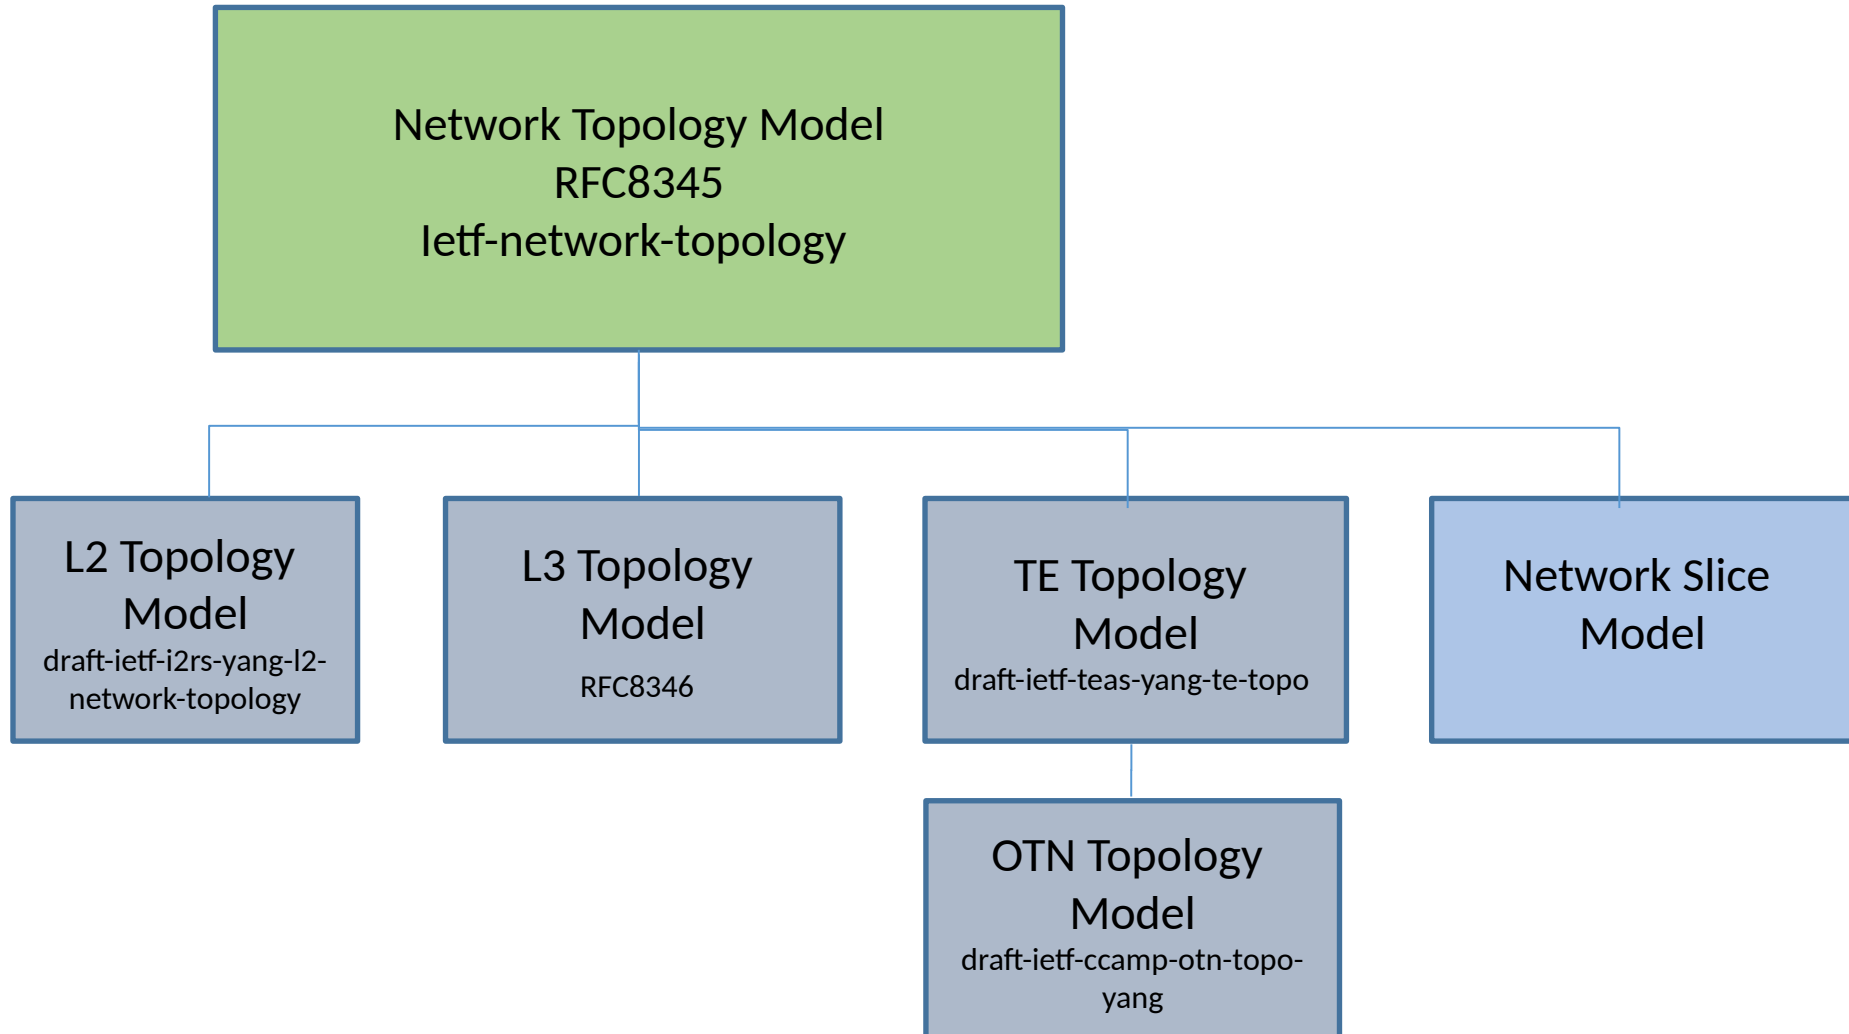 Network Topology Model
RFC8345
Ietf-network-topology
L2 Topology
Model
draft-ietf-i2rs-yang-l2-
network-topology
L3 Topology
Model
RFC8346
TE Topology
Model
draft-ietf-teas-yang-te-topo
Network Slice
Model
OTN Topology
Model
draft-ietf-ccamp-otn-topo-
yang